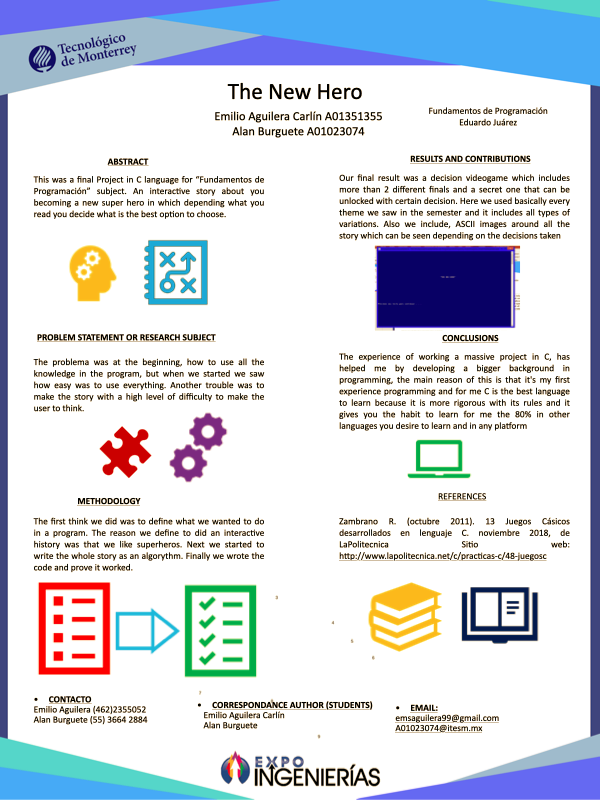 Tecnológico
de Monterrey
The New Hero
Emilio Aguilera Carlín A01351355
Alan Burguete A01023074
Fundamentos de Programación
Eduardo Juárez
ABSTRACT
This was a final Project in C language for “Fundamentos de
Programación” subject. An interactive story about you
becoming a new super hero in which depending what you
read you decide what is the best option to choose.
PROBLEM STATEMENT OR RESEARCH SUBJECT
The problema was at the beginning, how to use all the
knowledge in the program, but when we started we saw
how easy was to use everything. Another trouble was to
make the story with a high level of difficulty to make the
user to think.
METHODOLOGY
The first think we did was to define what we wanted to do
in a program. The reason we define to did an interactive
history was that we like superheros. Next we started to
write the whole story as an algorythm. Finally we wrote the
code and prove it worked.
RESULTS AND CONTRIBUTIONS
Our final result was a decision videogame which includes
more than 2 different finals and a secret one that can be
unlocked with certain decision. Here we used basically every
theme we saw in the semester and it includes all types of
variations. Also we include, ASCII images around all the
story which can be seen depending on the decisions taken
CONCLUSIONS
The experience of working a massive project in C, has
helped me by developing a bigger background in
programming, the main reason of this is that it's my first
experience programming and for me C is the best language
to learn because it is more rigorous with its rules and it
gives you the habit to learn for me the 80% in other
languages you desire to learn and in any platform
REFERENCES
Zambrano R. (octubre 2011). 13 Juegos Cásicos
desarrollados en lenguaje C. noviembre 2018, de
LaPolitecnica Sitio web:
http://www.lapolitecnica.net/c/practicas-c/48-juegosc
3
4
5
6
7
9
• CONTACTO
Emilio Aguilera (462)2355052
Alan Burguete (55) 3664 2884
• CORRESPONDANCE AUTHOR (STUDENTS)
Emilio Aguilera Carlín
Alan Burguete
• EMAIL:
emsaguilera99@gmail.com
A01023074@itesm.mx
EXPO
INGENIERÍAS